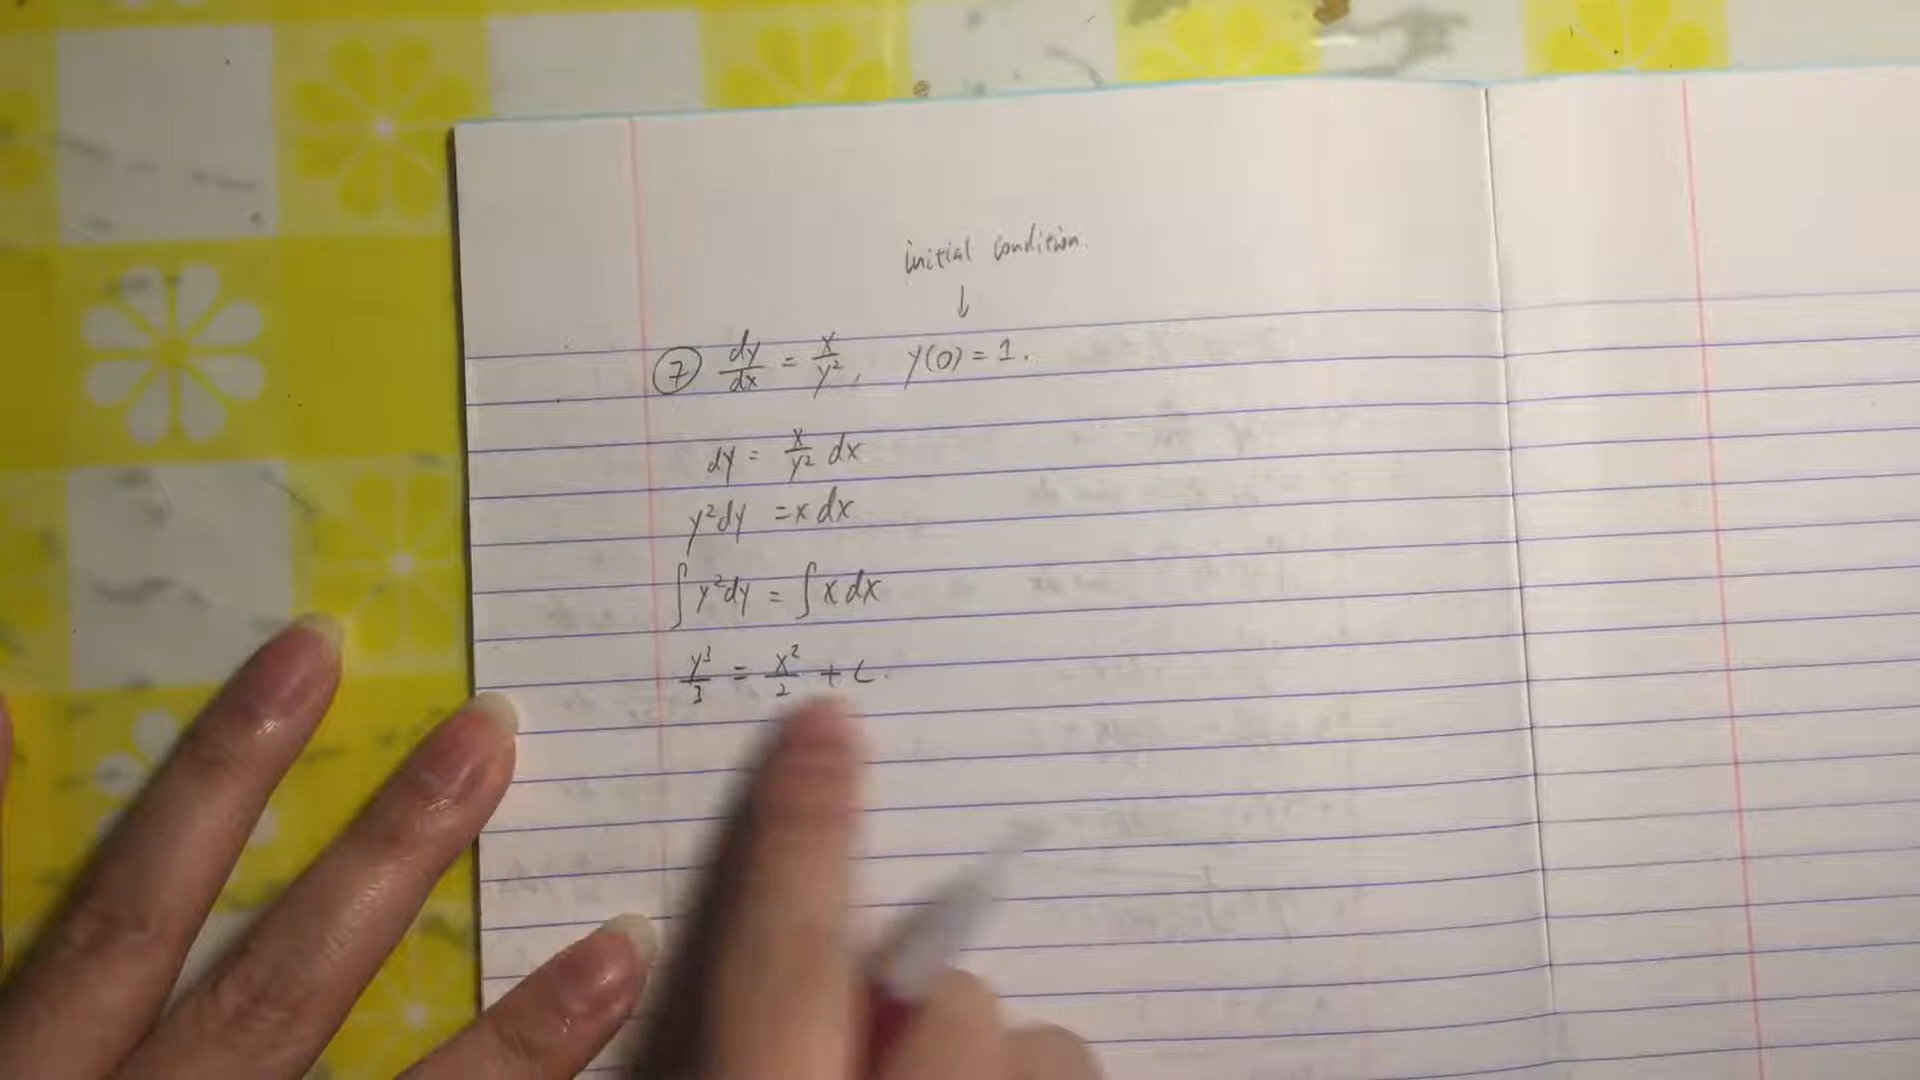 initial condition.
↓
⑦ dy/dx = x/y², y(0) = 1.
dy = x/y² dx
y²dy = x dx
∫y²dy = ∫x dx
y³/3 = x²/2 + C.